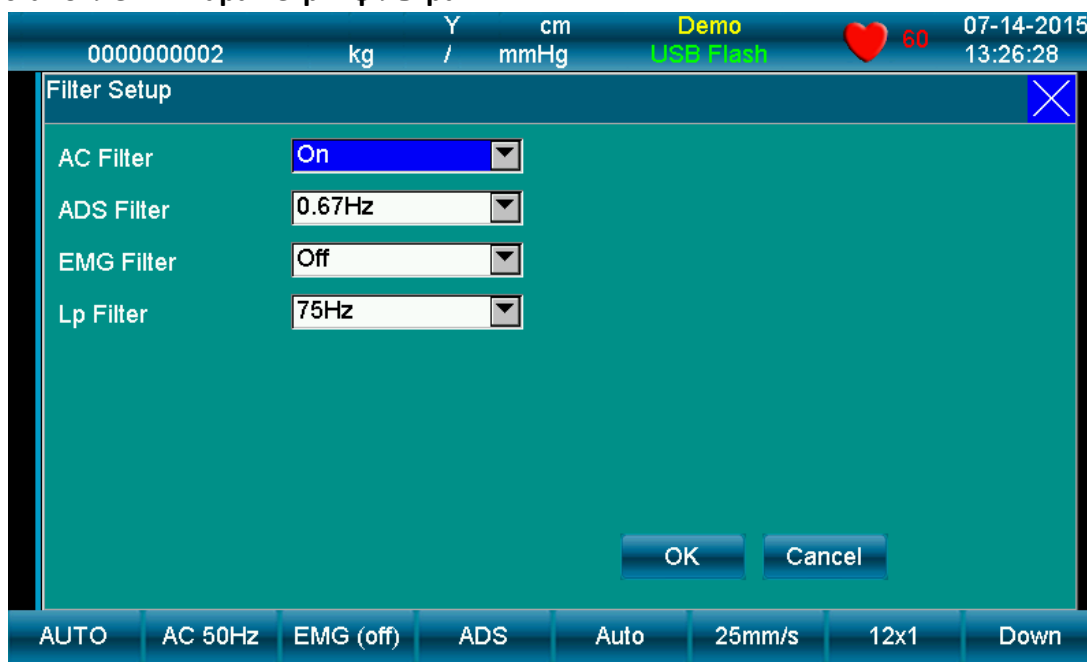 Y cm Demo 60 07-14-2015
0000000002 kg / mmHg USB Flash 13:26:28
Filter Setup
AC Filter On
ADS Filter 0.67Hz
EMG Filter Off
Lp Filter 75Hz
OK Cancel
AUTO AC 50Hz EMG (off) ADS Auto 25mm/s 12x1 Down